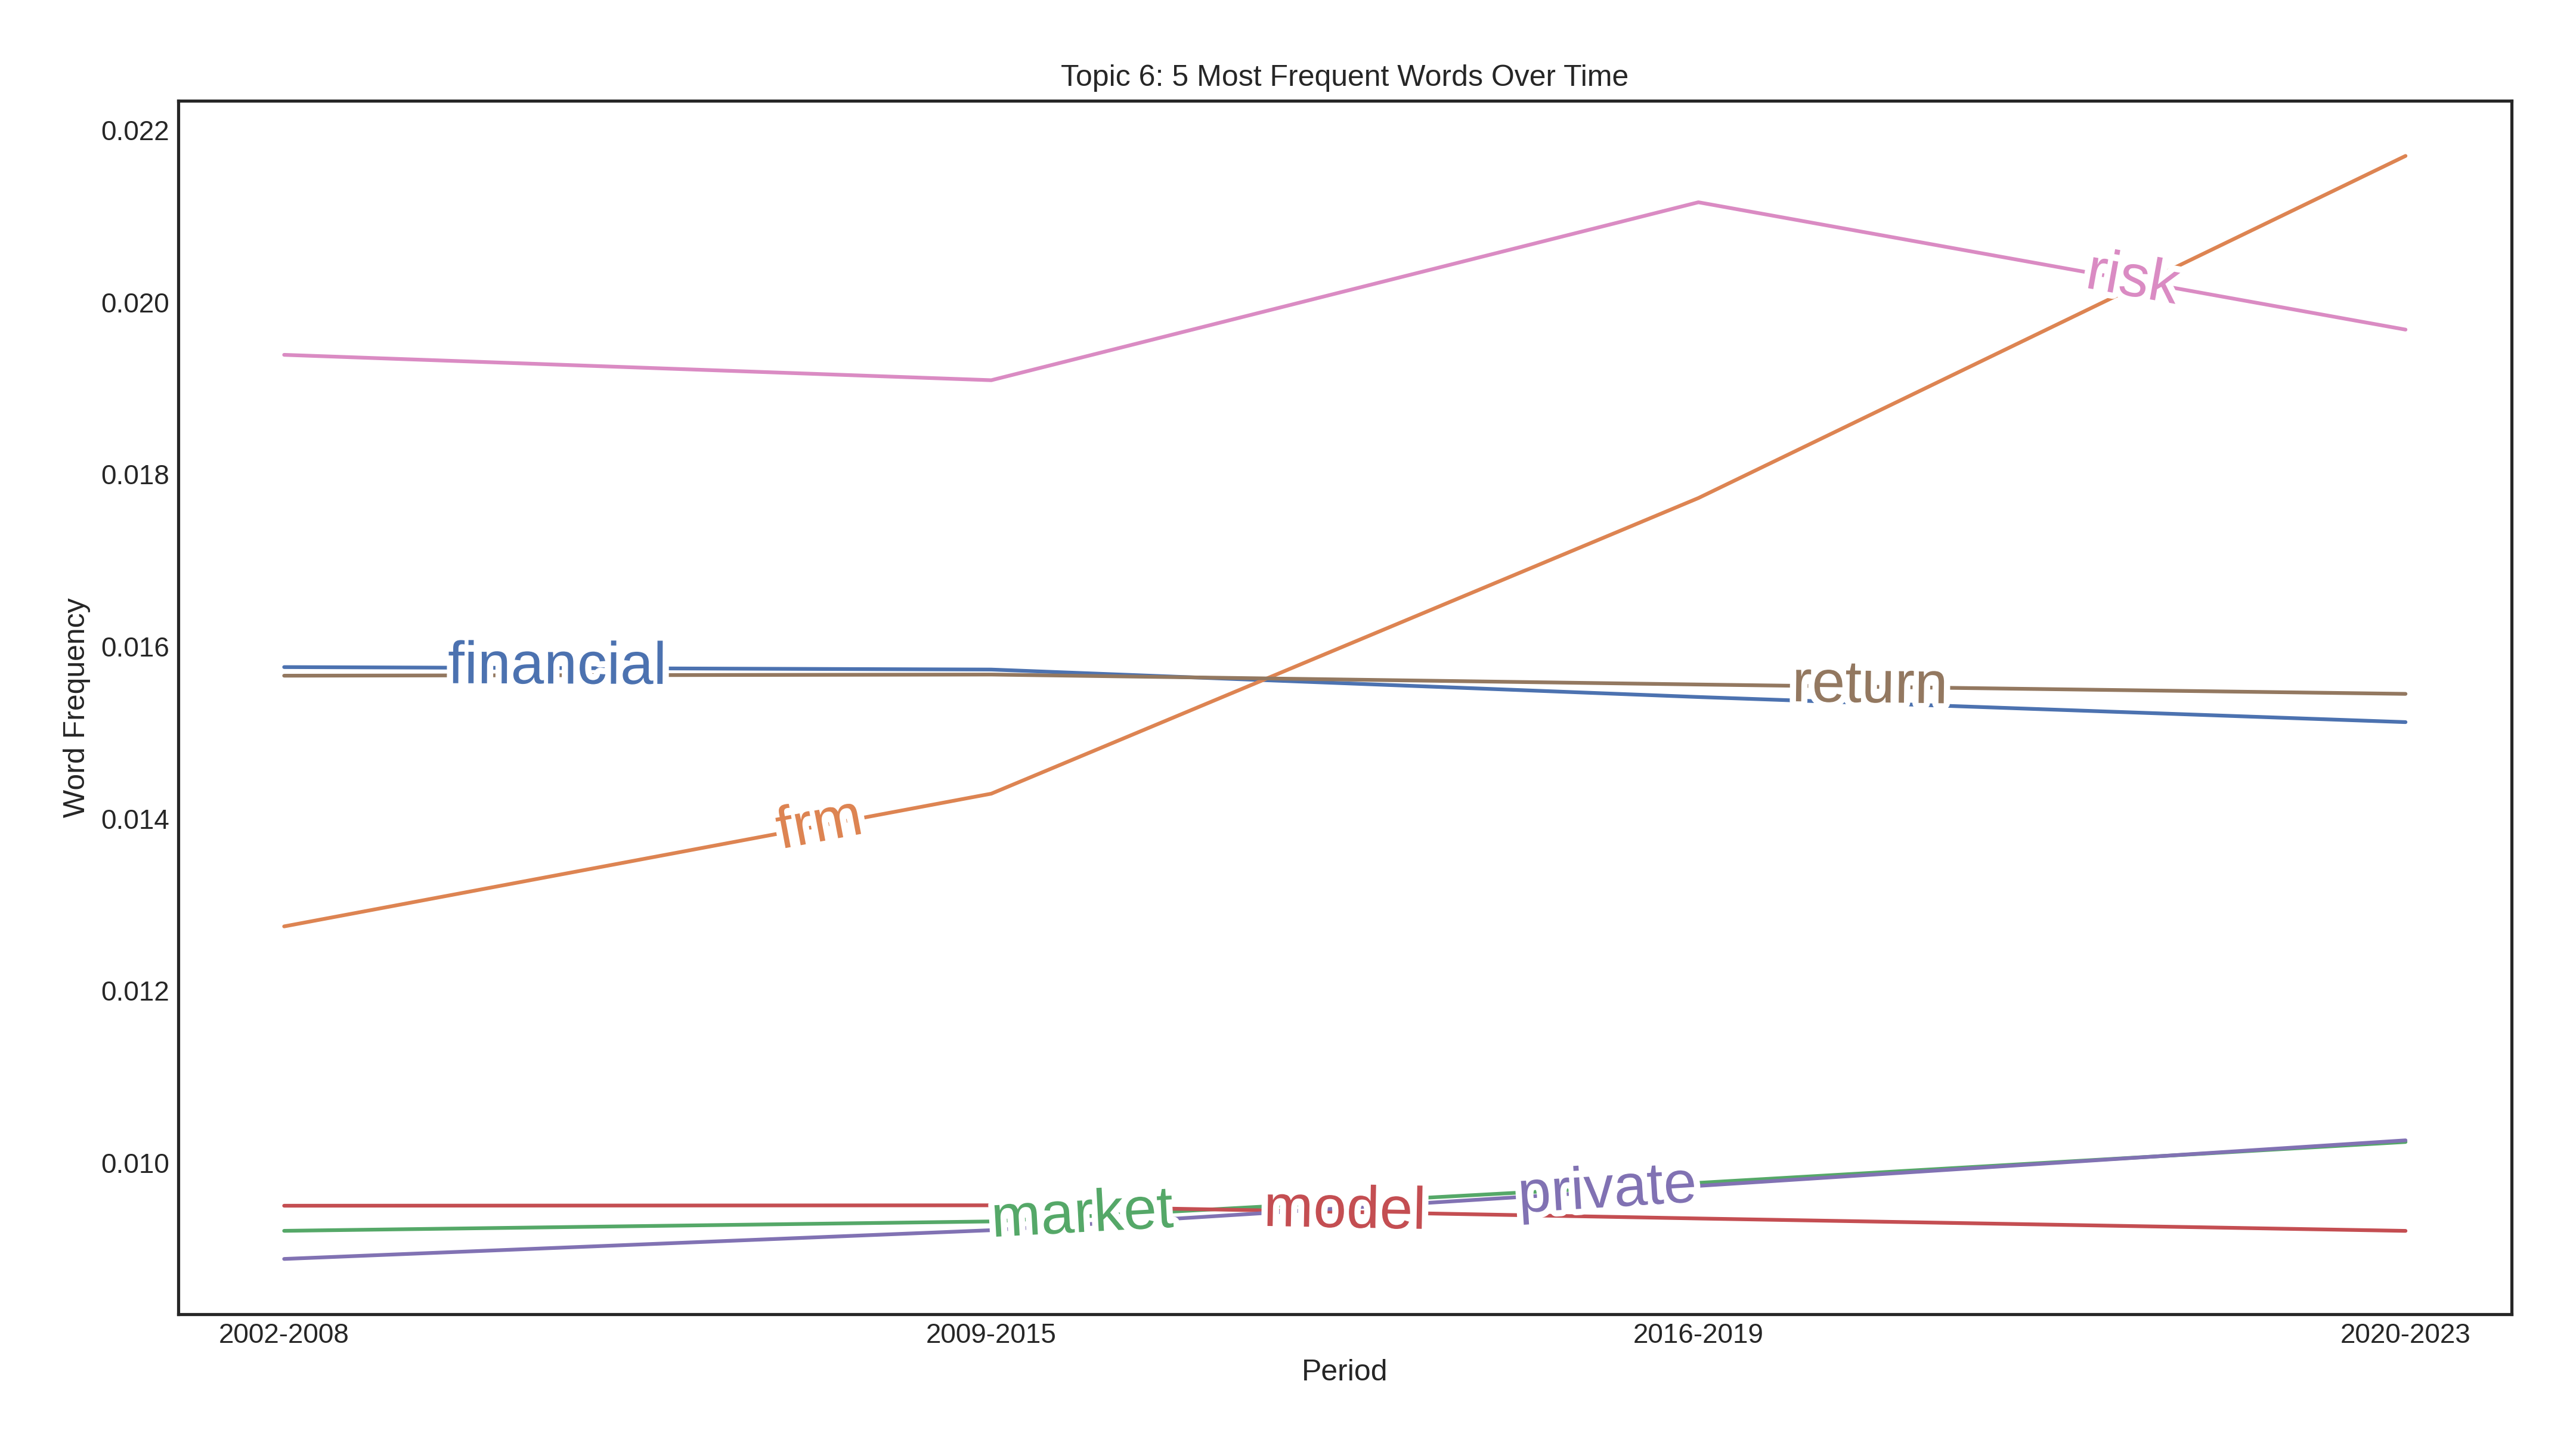 Topic 6: 5 Most Frequent Words Over Time
0.022
0.020
0.018
0.016
0.014
0.012
0.010
Word Frequency
risk
financial
return
frm
market
model
private
2002-2008
2009-2015
2016-2019
2020-2023
Period